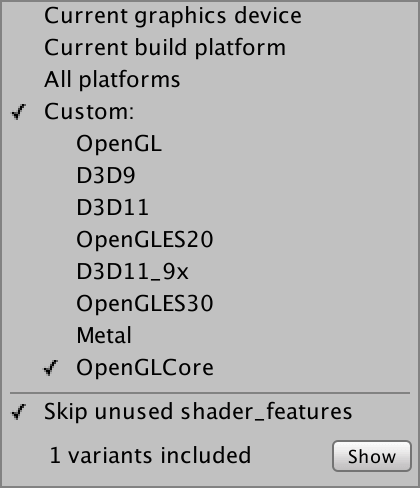 Current graphics device
Current build platform
All platforms
✓ Custom:
OpenGL
D3D9
D3D11
OpenGLES20
D3D11_9x
OpenGLES30
Metal
✓ OpenGLCore
✓ Skip unused shader_features
1 variants included Show